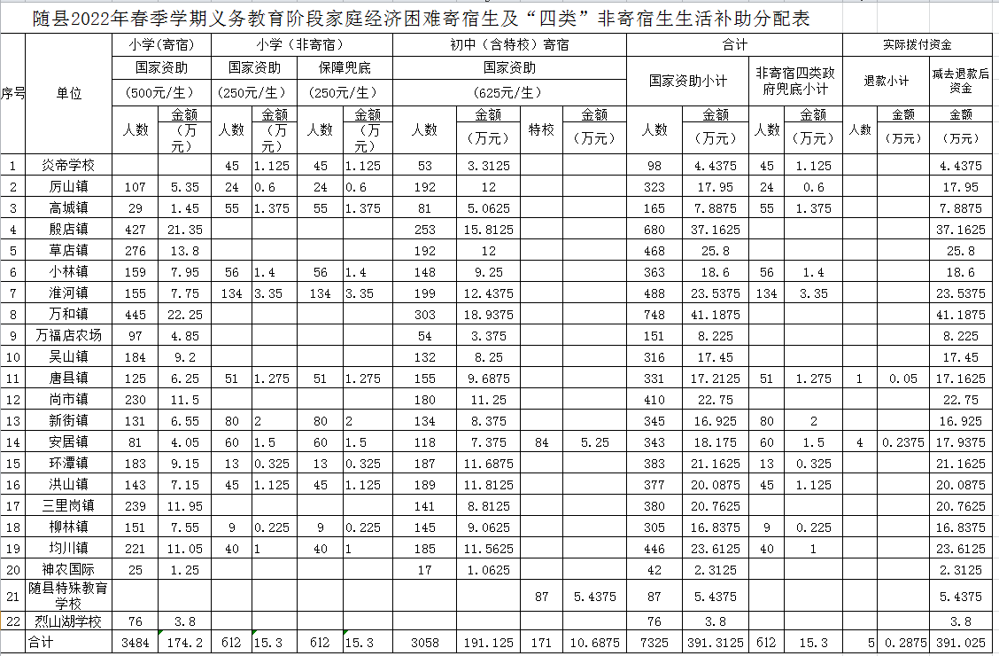 随县2022年春季学期义务教育阶段家庭经济困难寄宿生及“四类”非寄宿生生活补助分配表
序号 单位 小学(寄宿) 小学（非寄宿） 初中（含特校）寄宿 合计 实际拨付资金
国家资助 国家资助 保障兜底 国家资助 国家资助小计 非寄宿四类政府兜底小计 退款小计 减去退款后资金
(500元/生) (250元/生) (250元/生) (625元/生)
人数 金额（万元） 人数 金额（万元） 人数 金额（万元） 人数 金额（万元） 特校 金额（万元） 人数 金额（万元） 人数 金额（万元） 人数 金额（万元） 金额（万元）
1 炎帝学校 45 1.125 45 1.125 53 3.3125 98 4.4375 45 1.125 4.4375
2 厉山镇 107 5.35 24 0.6 24 0.6 192 12 323 17.95 24 0.6 17.95
3 高城镇 29 1.45 55 1.375 55 1.375 81 5.0625 165 7.8875 55 1.375 7.8875
4 殷店镇 427 21.35 253 15.8125 680 37.1625 37.1625
5 草店镇 276 13.8 192 12 468 25.8 25.8
6 小林镇 159 7.95 56 1.4 56 1.4 148 9.25 363 18.6 56 1.4 18.6
7 淮河镇 155 7.75 134 3.35 134 3.35 199 12.4375 488 23.5375 134 3.35 23.5375
8 万和镇 445 22.25 303 18.9375 748 41.1875 41.1875
9 万福店农场 97 4.85 54 3.375 151 8.225 8.225
10 吴山镇 184 9.2 132 8.25 316 17.45 17.45
11 唐县镇 125 6.25 51 1.275 51 1.275 155 9.6875 331 17.2125 51 1.275 1 0.05 17.1625
12 尚市镇 230 11.5 180 11.25 410 22.75 22.75
13 新街镇 131 6.55 80 2 80 2 134 8.375 345 16.925 80 2 16.925
14 安居镇 81 4.05 60 1.5 60 1.5 118 7.375 84 5.25 343 18.175 60 1.5 4 0.2375 17.9375
15 环潭镇 183 9.15 13 0.325 13 0.325 187 11.6875 383 21.1625 13 0.325 21.1625
16 洪山镇 143 7.15 45 1.125 45 1.125 189 11.8125 377 20.0875 45 1.125 20.0875
17 三里岗镇 239 11.95 141 8.8125 380 20.7625 20.7625
18 柳林镇 151 7.55 9 0.225 9 0.225 145 9.0625 305 16.8375 9 0.225 16.8375
19 均川镇 221 11.05 40 1 40 1 185 11.5625 446 23.6125 40 1 23.6125
20 神农国际 25 1.25 17 1.0625 42 2.3125 2.3125
21 随县特殊教育学校 87 5.4375 87 5.4375 5.4375
22 烈山湖学校 76 3.8 76 3.8 3.8
合计 3484 174.2 612 15.3 612 15.3 3058 191.125 171 10.6875 7325 391.3125 612 15.3 5 0.2875 391.025